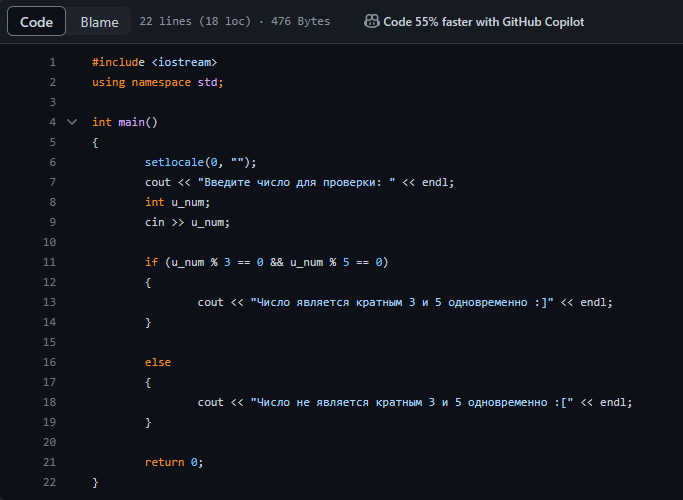 Code Blame 22 lines (18 loc) · 476 Bytes Code 55% faster with GitHub Copilot
1 #include <iostream>
2 using namespace std;
3
4 int main()
5 {
6 setlocale(0, "");
7 cout << "Введите число для проверки: " << endl;
8 int u_num;
9 cin >> u_num;
10
11 if (u_num % 3 == 0 && u_num % 5 == 0)
12 {
13 cout << "Число является кратным 3 и 5 одновременно :]" << endl;
14 }
15
16 else
17 {
18 cout << "Число не является кратным 3 и 5 одновременно :[" << endl;
19 }
20
21 return 0;
22 }